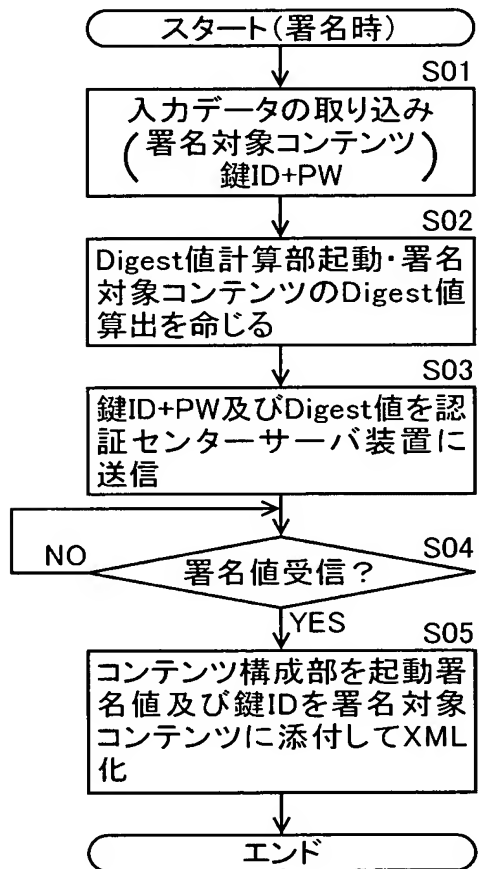 スタート(署名時)
S01
入力データの取り込み
(署名対象コンテンツ)
鍵ID+PW
S02
Digest値計算部起動・署名
対象コンテンツのDigest値
算出を命じる
S03
鍵ID+PW及びDigest値を認
証センターサーバ装置に
送信
S04
署名値受信?
NO
YES
S05
コンテンツ構成部を起動署
名値及び鍵IDを署名対象
コンテンツに添付してXML
化
エンド